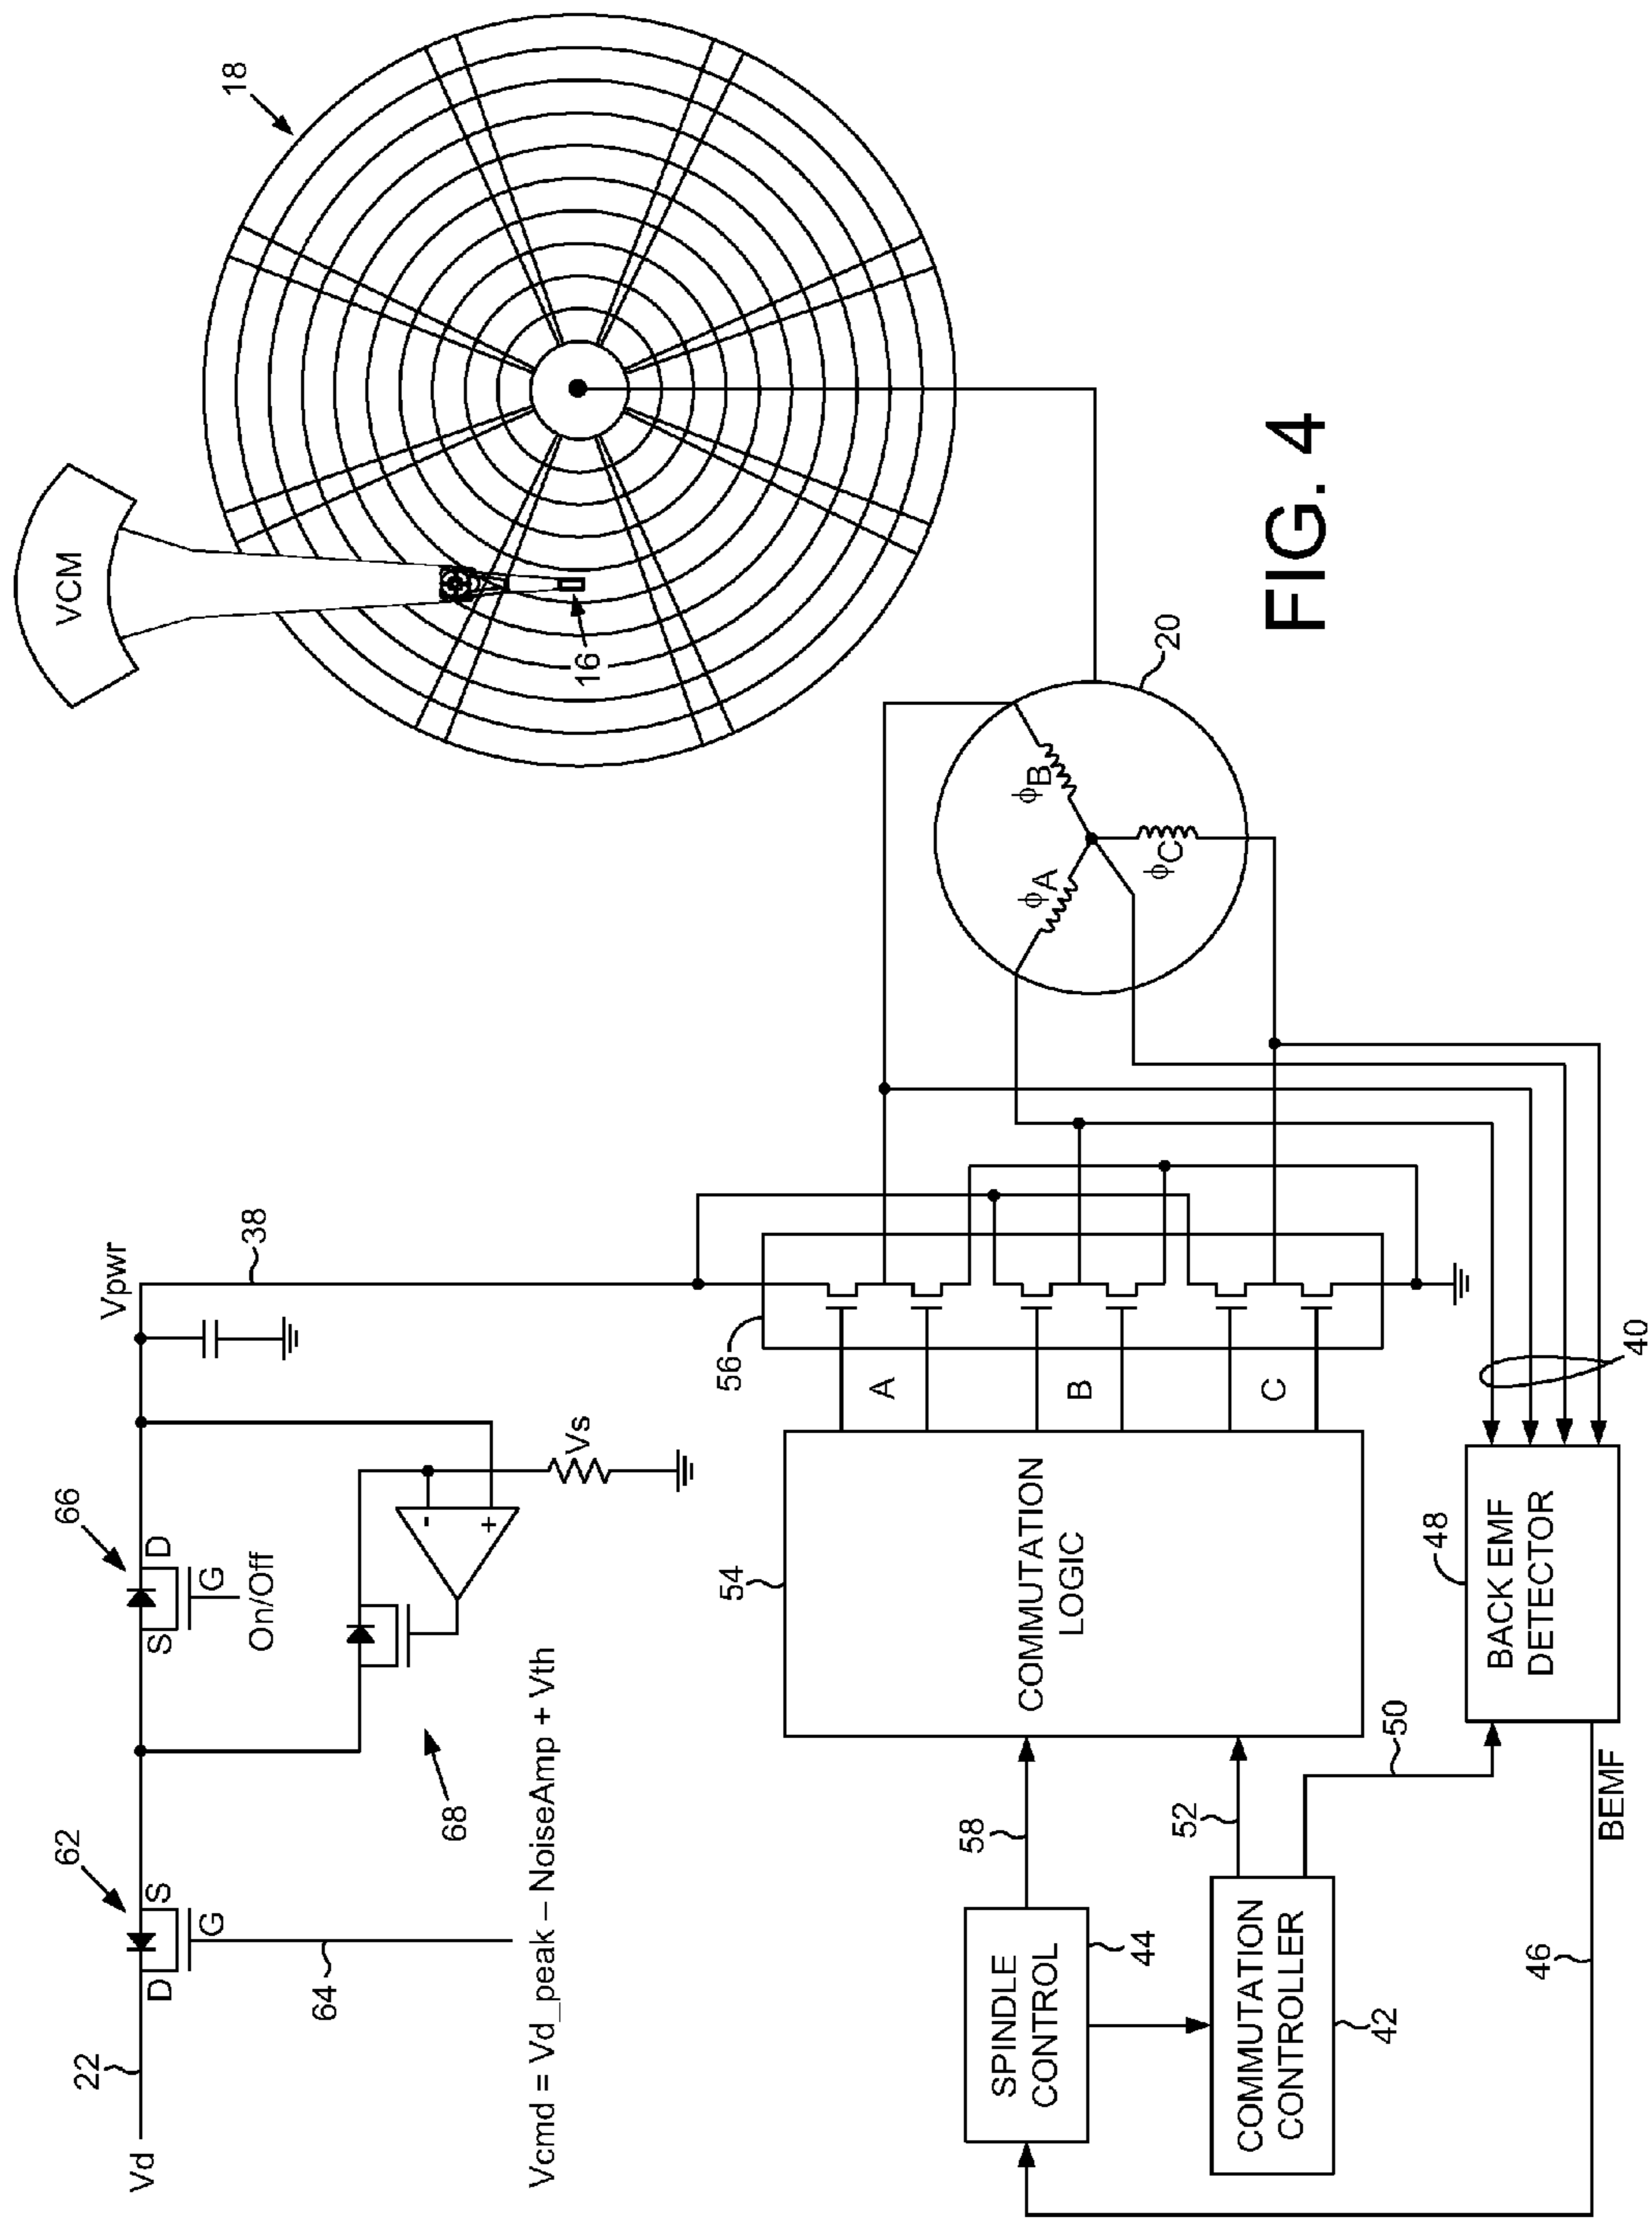 Vd
22
62
D
S
G
64
Vcmd = Vd_peak – NoiseAmp + Vth
66
S
D
G
On/Off
68
-
+
Vs
Vpwr
38
VCM
18
16
SPINDLE
CONTROL
44
58
COMMUTATION
CONTROLLER
42
52
50
54
COMMUTATION
LOGIC
A
B
C
56
ϕA
ϕB
ϕC
20
46
BEMF
48
BACK EMF
DETECTOR
40
FIG. 4